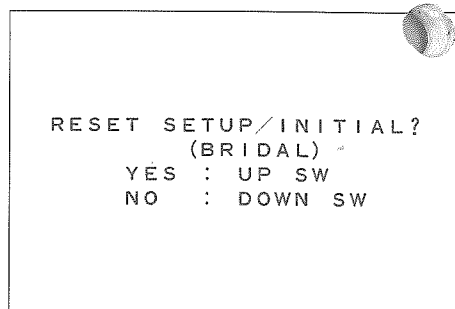 RESET SETUP/INITIAL?
(BRIDAL)
YES : UP SW
NO : DOWN SW